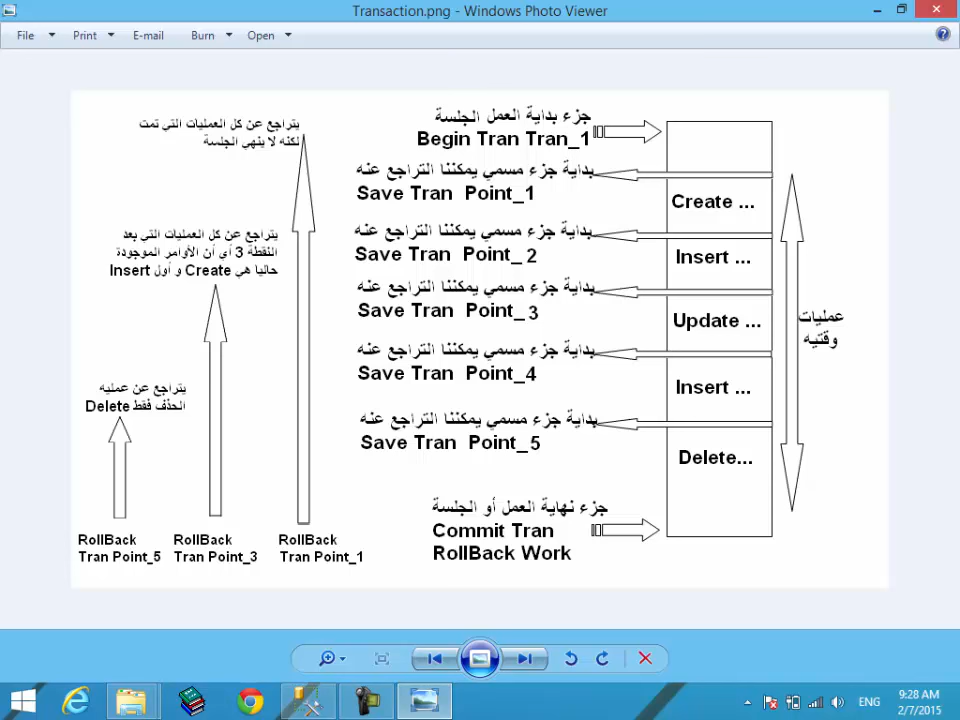 Transaction.png - Windows Photo Viewer
File Print E-mail Burn Open
جزء بداية العمل الجلسة
Begin Tran Tran_1
بداية جزء مسمي يمكننا التراجع عنه
Save Tran Point_1
Create ...
بداية جزء مسمي يمكننا التراجع عنه
Save Tran Point_ 2
Insert ...
بداية جزء مسمي يمكننا التراجع عنه
Save Tran Point_ 3
Update ...
بداية جزء مسمي يمكننا التراجع عنه
Save Tran Point_4
Insert ...
بداية جزء مسمي يمكننا التراجع عنه
Save Tran Point_5
Delete...
جزء نهاية العمل أو الجلسة
Commit Tran
RollBack Work
عمليات
وقتيه
يتراجع عن كل العمليات التي تمت
لكنه لا ينهي الجلسة
يتراجع عن كل العمليات التي بعد
النقطة 3 أي أن الأوامر الموجودة
حاليا هي Create و أول Insert
يتراجع عن عمليه
الحذف فقط Delete
RollBack
Tran Point_5
RollBack
Tran Point_3
RollBack
Tran Point_1
ENG
9:28 AM
2/7/2015